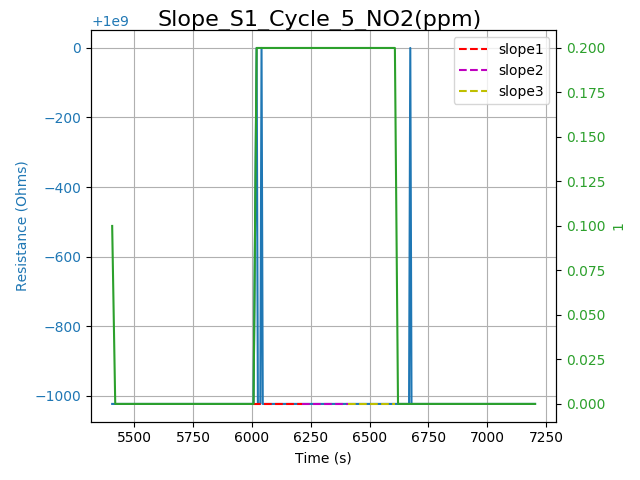 Slope_S1_Cycle_5_NO2(ppm)
+1e9
0
−200
−400
−600
−800
−1000
Resistance (Ohms)
slope1
slope2
slope3
0.200
0.175
0.150
0.125
0.100
0.075
0.050
0.025
0.000
1
5500 5750 6000 6250 6500 6750 7000 7250
Time (s)